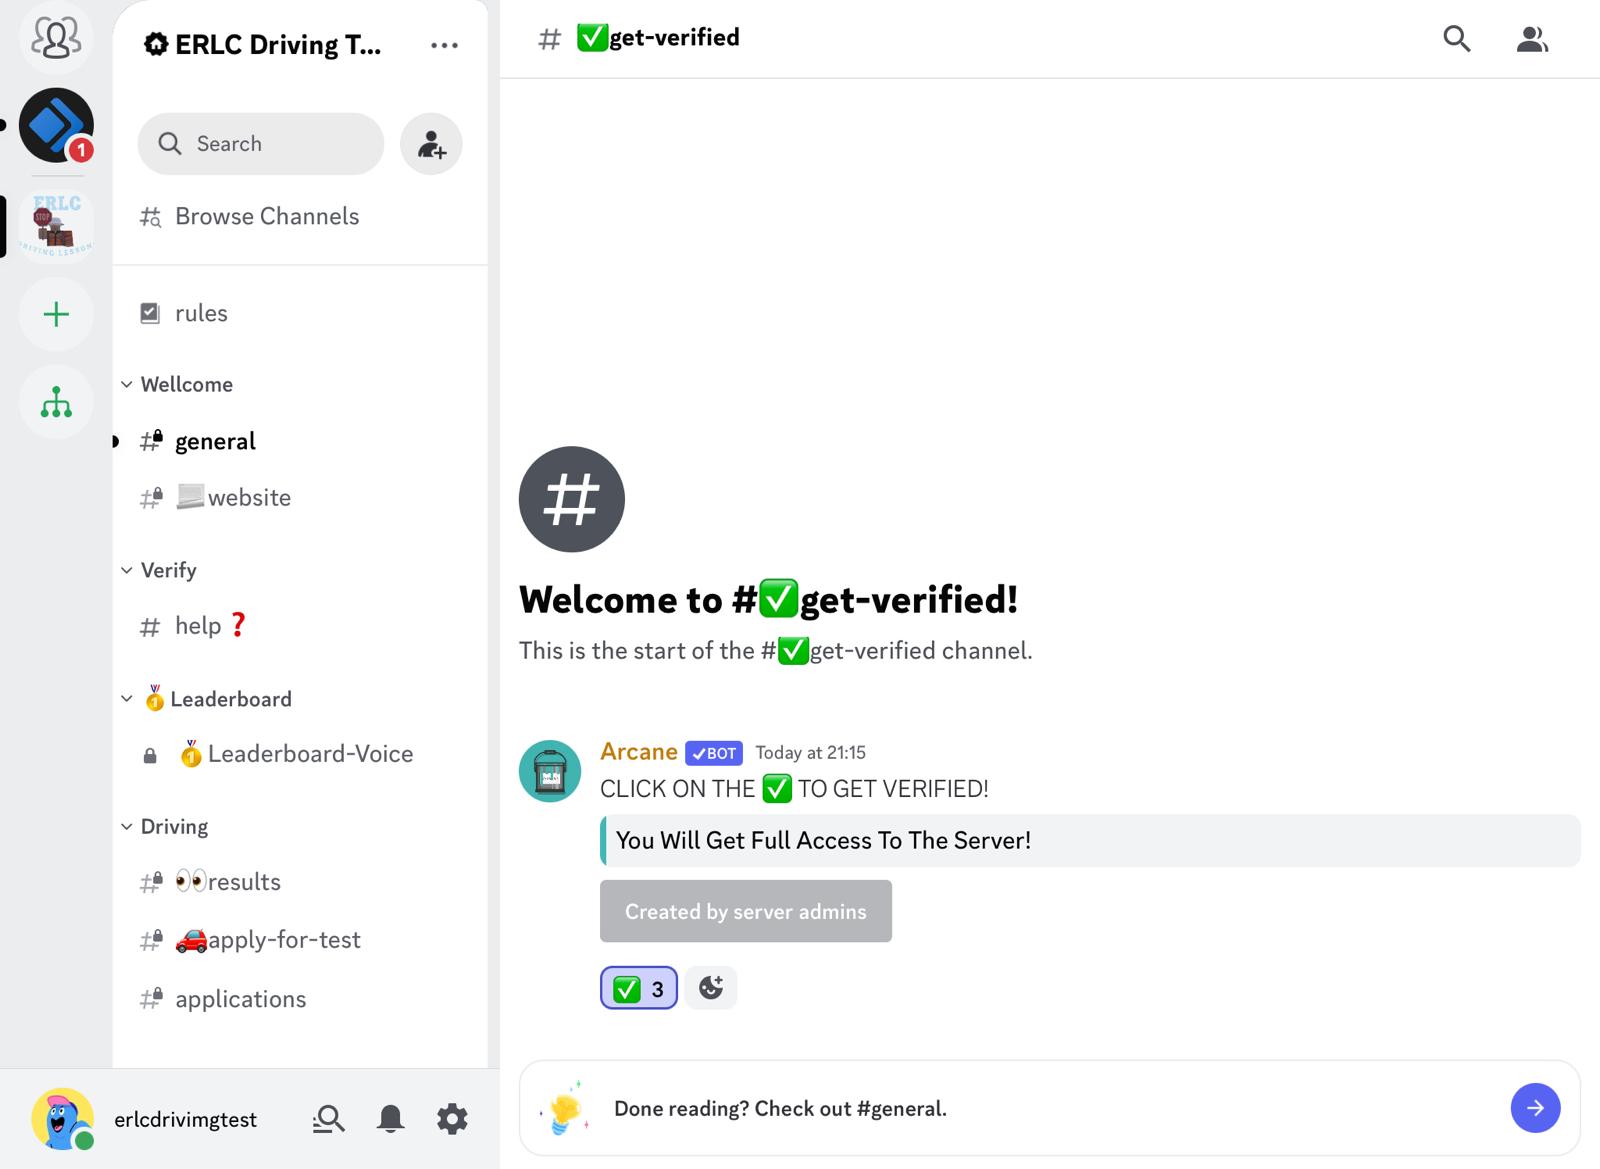 1
ERLC
STOP
DRIVING LESSON
ERLC Driving T...
Search
Browse Channels
rules
Wellcome
general
website
Verify
help ❓
🥇Leaderboard
🥇Leaderboard-Voice
Driving
👀results
🚗apply-for-test
applications
erlcdrivimgtest
# ✅get-verified
Welcome to #✅get-verified!
This is the start of the #✅get-verified channel.
Arcane ✓BOT Today at 21:15
CLICK ON THE ✅ TO GET VERIFIED!
You Will Get Full Access To The Server!
Created by server admins
✅ 3
Done reading? Check out #general.